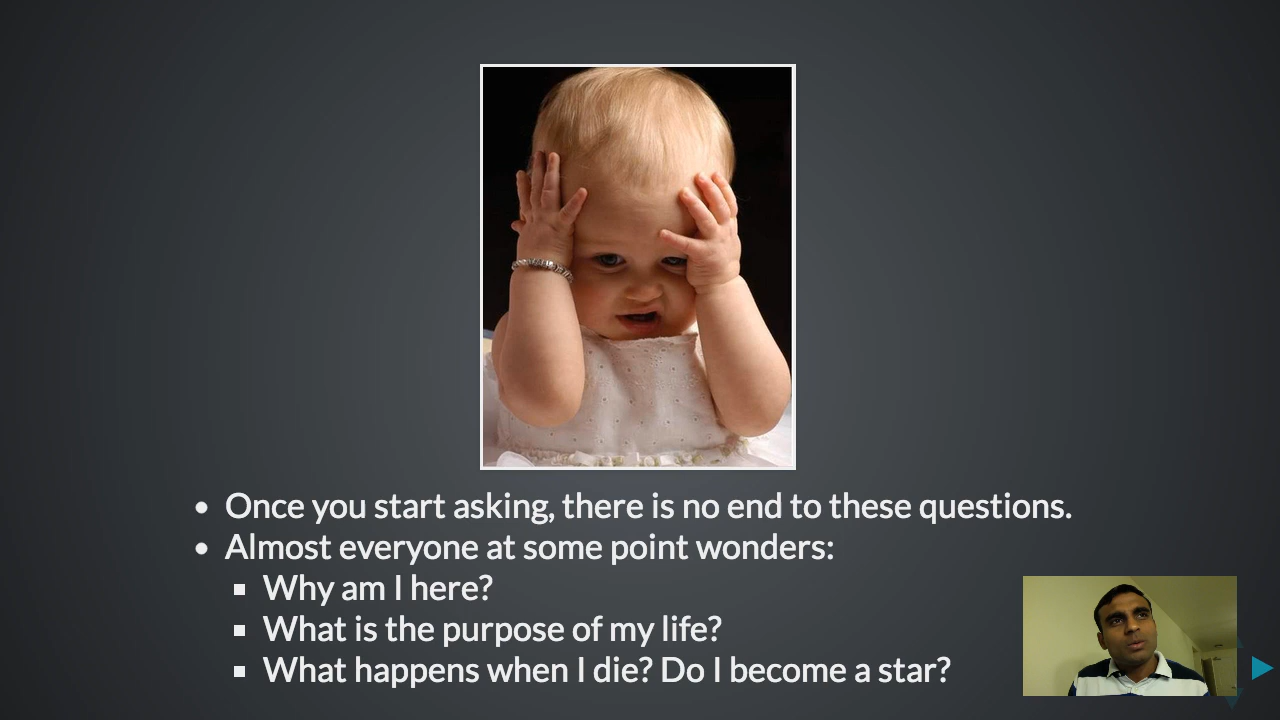 Once you start asking, there is no end to these questions.
Almost everyone at some point wonders:
Why am I here?
What is the purpose of my life?
What happens when I die? Do I become a star?